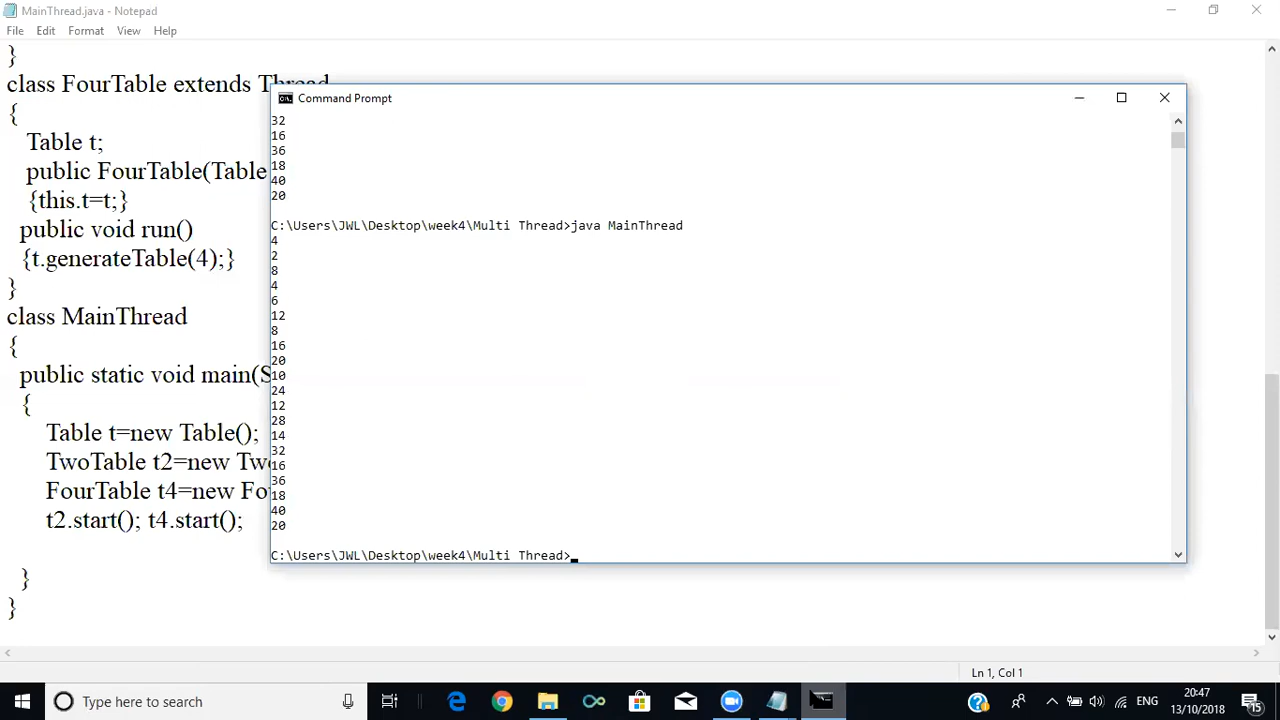 MainThread.java - Notepad
File Edit Format View Help
}
class FourTable extends Thread
{
Table t;
public FourTable(Table
{this.t=t;}
public void run()
{t.generateTable(4);}
}
class MainThread
{
public static void main(S
{
Table t=new Table();
TwoTable t2=new Two
FourTable t4=new Fo
t2.start(); t4.start();
}
}
Command Prompt
32
16
36
18
40
20
C:\Users\JWL\Desktop\week4\Multi Thread>java MainThread
4
2
8
4
6
12
8
16
20
10
24
12
28
14
32
16
36
18
40
20
C:\Users\JWL\Desktop\week4\Multi Thread>
Ln 1, Col 1
Type here to search
ENG
20:47
13/10/2018
15